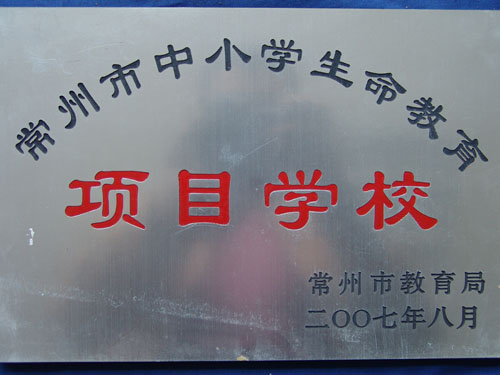 常州市中小学生命教育
项目学校
常州市教育局
二〇〇七年八月